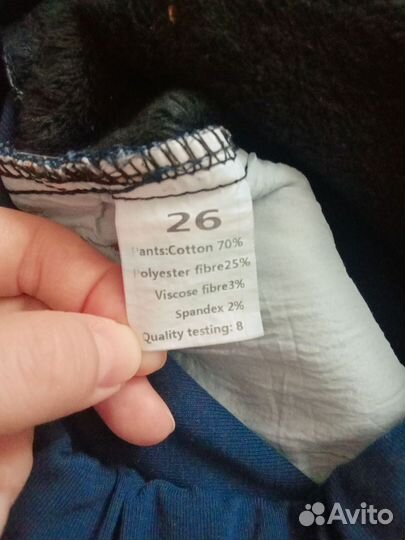 26
Pants:Cotton 70%
Polyester fibre25%
Viscose fibre3%
Spandex 2%
Quality testing: 8
Avito